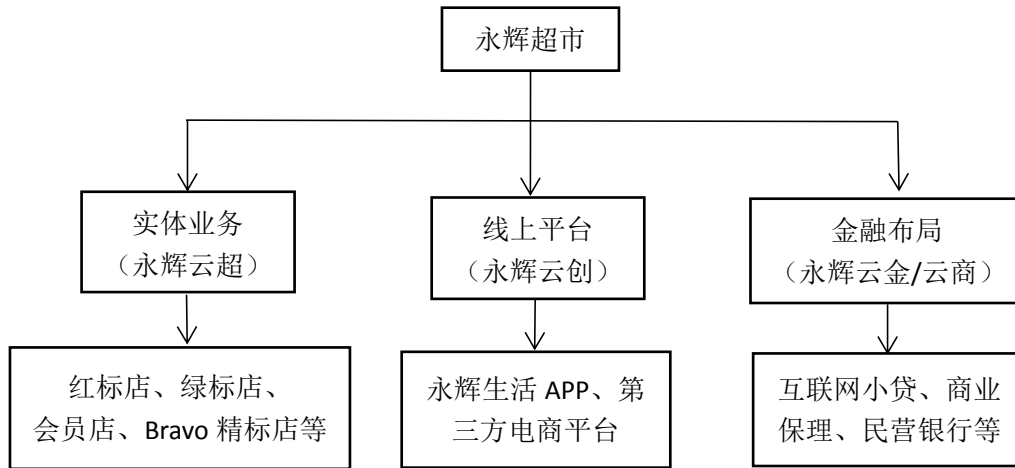 永辉超市
实体业务
（永辉云超）
线上平台
（永辉云创）
金融布局
（永辉云金/云商）
红标店、绿标店、
会员店、Bravo 精标店等
永辉生活 APP、第
三方电商平台
互联网小贷、商业
保理、民营银行等